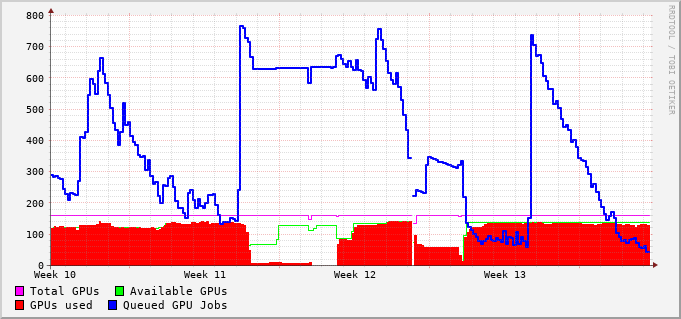 800
700
600
500
400
300
200
100
0
Week 10 Week 11 Week 12 Week 13
Total GPUs Available GPUs
GPUs used Queued GPU Jobs
RRDTOOL / TOBI OETIKER